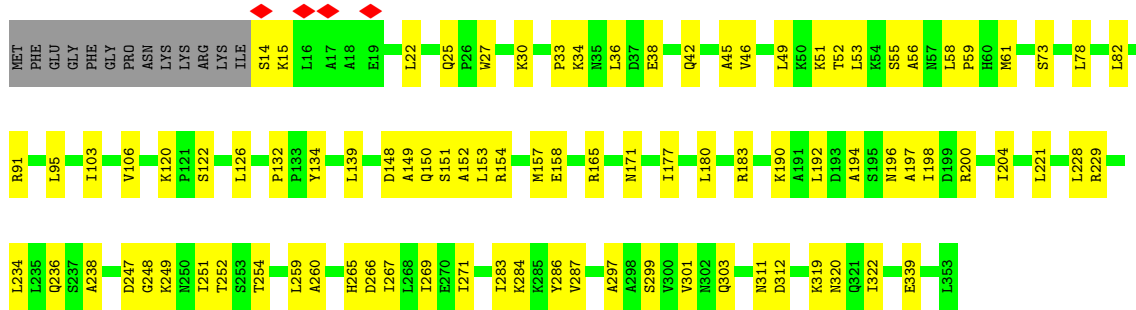 MET PHE GLU GLU GLY PHE GLY PRO ASN LYS LYS ARG LYS ILE S14 K15 L16 A17 A18 E19 L22 Q25 P26 W27 K30 P33 K34 N35 L36 D37 E38 Q42 A45 V46 L49 K50 K51 T52 L53 K54 S55 A56 N57 L58 P59 H60 M61 S73 L78 L82
R91 L95 I103 V106 K120 P121 S122 L126 P132 P133 Y134 L139 D148 A149 Q150 S151 A152 L153 R154 M157 E158 R165 N171 I177 L180 R183 K190 A191 L192 D193 A194 S195 N196 A197 I198 D199 R200 I204 L221 L228 R229
L234 L235 Q236 S237 A238 D247 G248 K249 N250 I251 T252 S253 T254 L259 A260 H265 D266 I267 L268 I269 E270 I271 I283 K284 K285 Y286 V287 A297 A298 S299 V300 V301 N302 Q303 N311 D312 K319 N320 Q321 I322 E339 L353